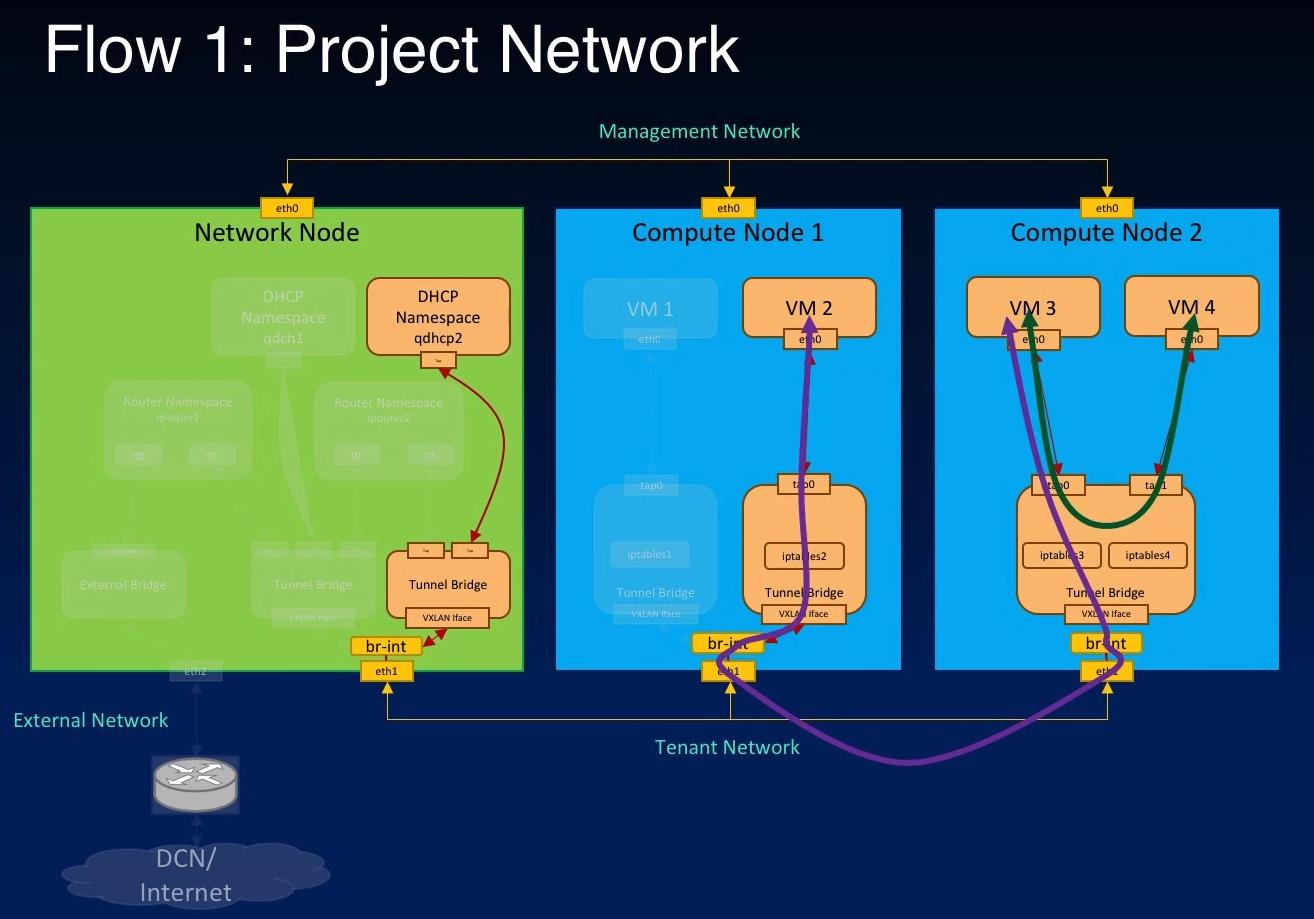 Flow 1: Project Network
Management Network
eth0
eth0
eth0
Network Node
Compute Node 1
Compute Node 2
DHCP
Namespace
qdch1
DHCP
Namespace
qdhcp2
Tap
VM 1
eth0
VM 2
eth0
VM 3
eth0
VM 4
eth0
Router Namespace
qrouter1
qg
qr
Router Namespace
qrouter2
qr
qr
tap0
tap0
tap0
tap1
External Bridge
Tunnel Bridge
VXLAN Iface
Tap
Tap
Tunnel Bridge
VXLAN Iface
iptables1
Tunnel Bridge
VXLAN Iface
iptables2
Tunnel Bridge
VXLAN Iface
iptables3
iptables4
Tunnel Bridge
VXLAN Iface
br-int
br-int
br-int
eth2
eth1
eth1
eth1
External Network
Tenant Network
DCN/
Internet